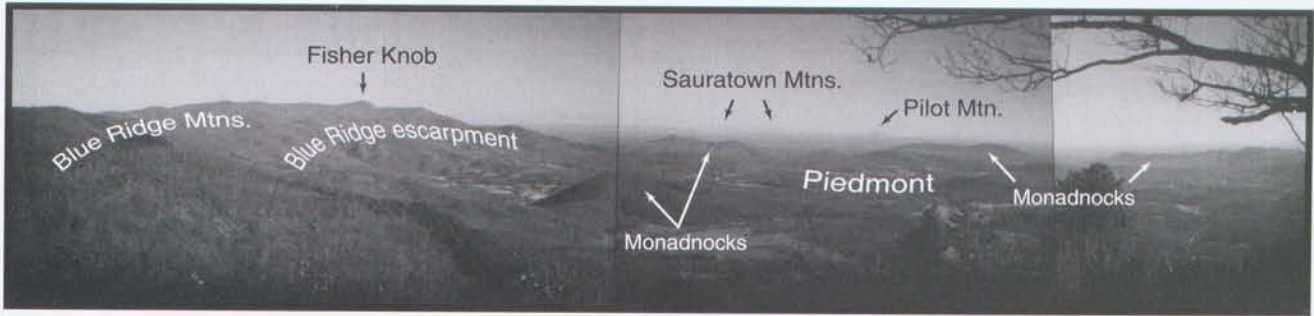 Fisher Knob
Blue Ridge Mtns.
Blue Ridge escarpment
Sauratown Mtns.
Pilot Mtn.
Piedmont
Monadnocks
Monadnocks